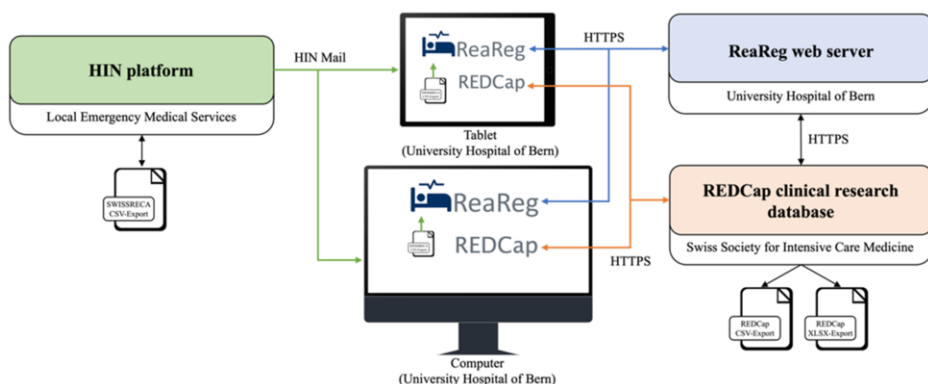 HIN platform
Local Emergency Medical Services
SWISSRECA
CSV-Export
HIN Mail
ReaReg
REDCap
Tablet
(University Hospital of Bern)
HTTPS
ReaReg web server
University Hospital of Bern
HTTPS
ReaReg
REDCap
HTTPS
Computer
(University Hospital of Bern)
REDCap clinical research
database
Swiss Society for Intensive Care Medicine
REDCap
CSV-Export
REDCap
XLSX-Export